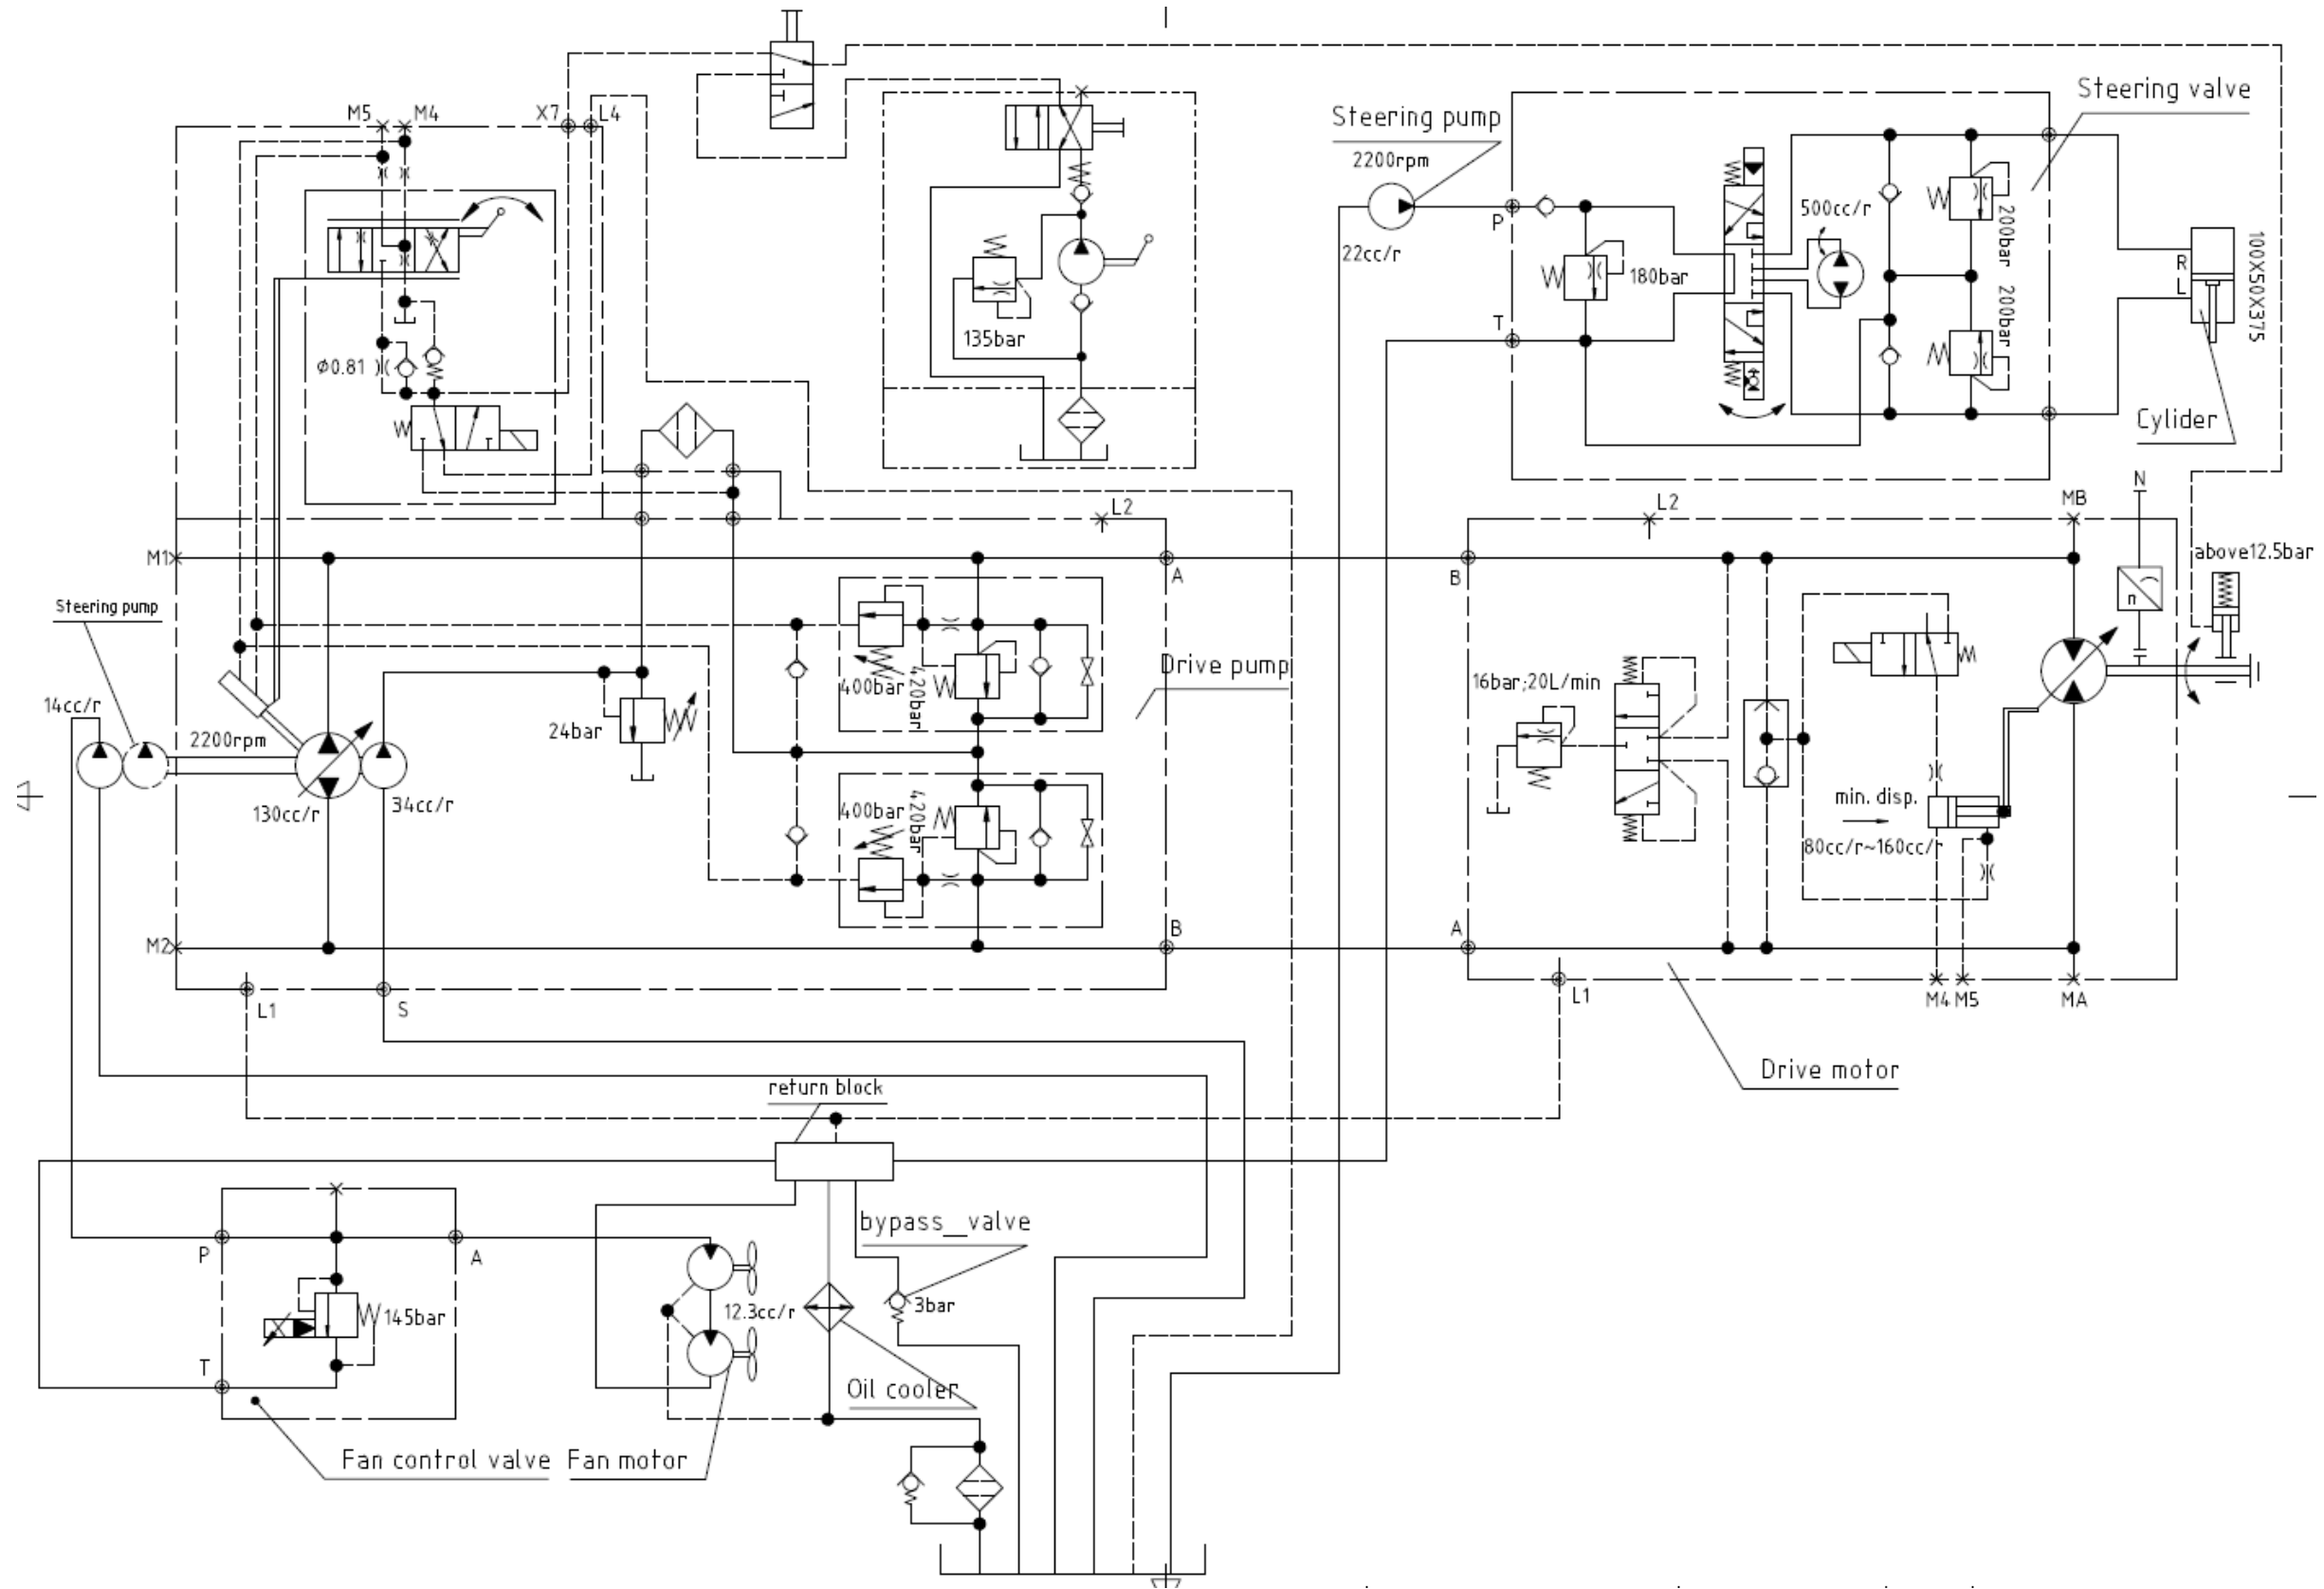 M5
M4
X7
L4
Steering pump
2200rpm
22cc/r
Steering valve
P
T
180bar
500cc/r
200bar
200bar
R
L
100X50X375
Cylider
135bar
Φ0.81
L2
M1
A
Steering pump
14cc/r
2200rpm
130cc/r
34cc/r
24bar
400bar
420bar
400bar
420bar
Drive pump
M2
B
L1
S
L2
MB
N
above12.5bar
n
B
16bar;20L/min
min. disp.
80cc/r~160cc/r
A
L1
M4
M5
MA
Drive motor
return block
bypass_valve
P
A
T
145bar
12.3cc/r
3bar
Oil cooler
Fan control valve
Fan motor